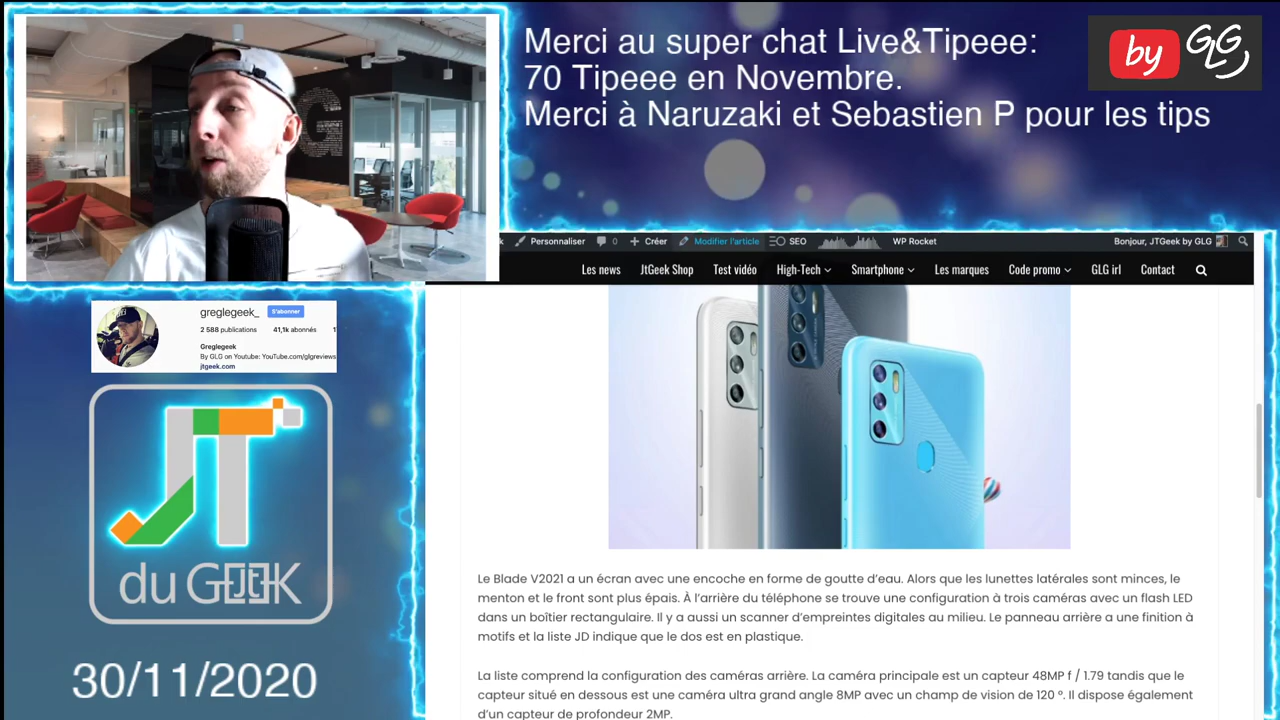 Merci au super chat Live&Tipeee:
70 Tipeee en Novembre.
Merci à Naruzaki et Sebastien P pour les tips
by GLG
k Personnaliser 0 Créer Modifier l'article SEO WP Rocket Bonjour, JTGeek by GLG
Les news JtGeek Shop Test vidéo High-Tech Smartphone Les marques Code promo GLG irl Contact
greglegeek_ S'abonner
2 588 publications 41,1k abonnés 1
Greglegeek
By GLG on Youtube: YouTube.com/glgreviews
jtgeek.com
JT
du GEEK
30/11/2020
Le Blade V2021 a un écran avec une encoche en forme de goutte d'eau. Alors que les lunettes latérales sont minces, le
menton et le front sont plus épais. À l'arrière du téléphone se trouve une configuration à trois caméras avec un flash LED
dans un boîtier rectangulaire. Il y a aussi un scanner d'empreintes digitales au milieu. Le panneau arrière a une finition à
motifs et la liste JD indique que le dos est en plastique.
La liste comprend la configuration des caméras arrière. La caméra principale est un capteur 48MP f / 1.79 tandis que le
capteur situé en dessous est une caméra ultra grand angle 8MP avec un champ de vision de 120 °. Il dispose également
d'un capteur de profondeur 2MP.